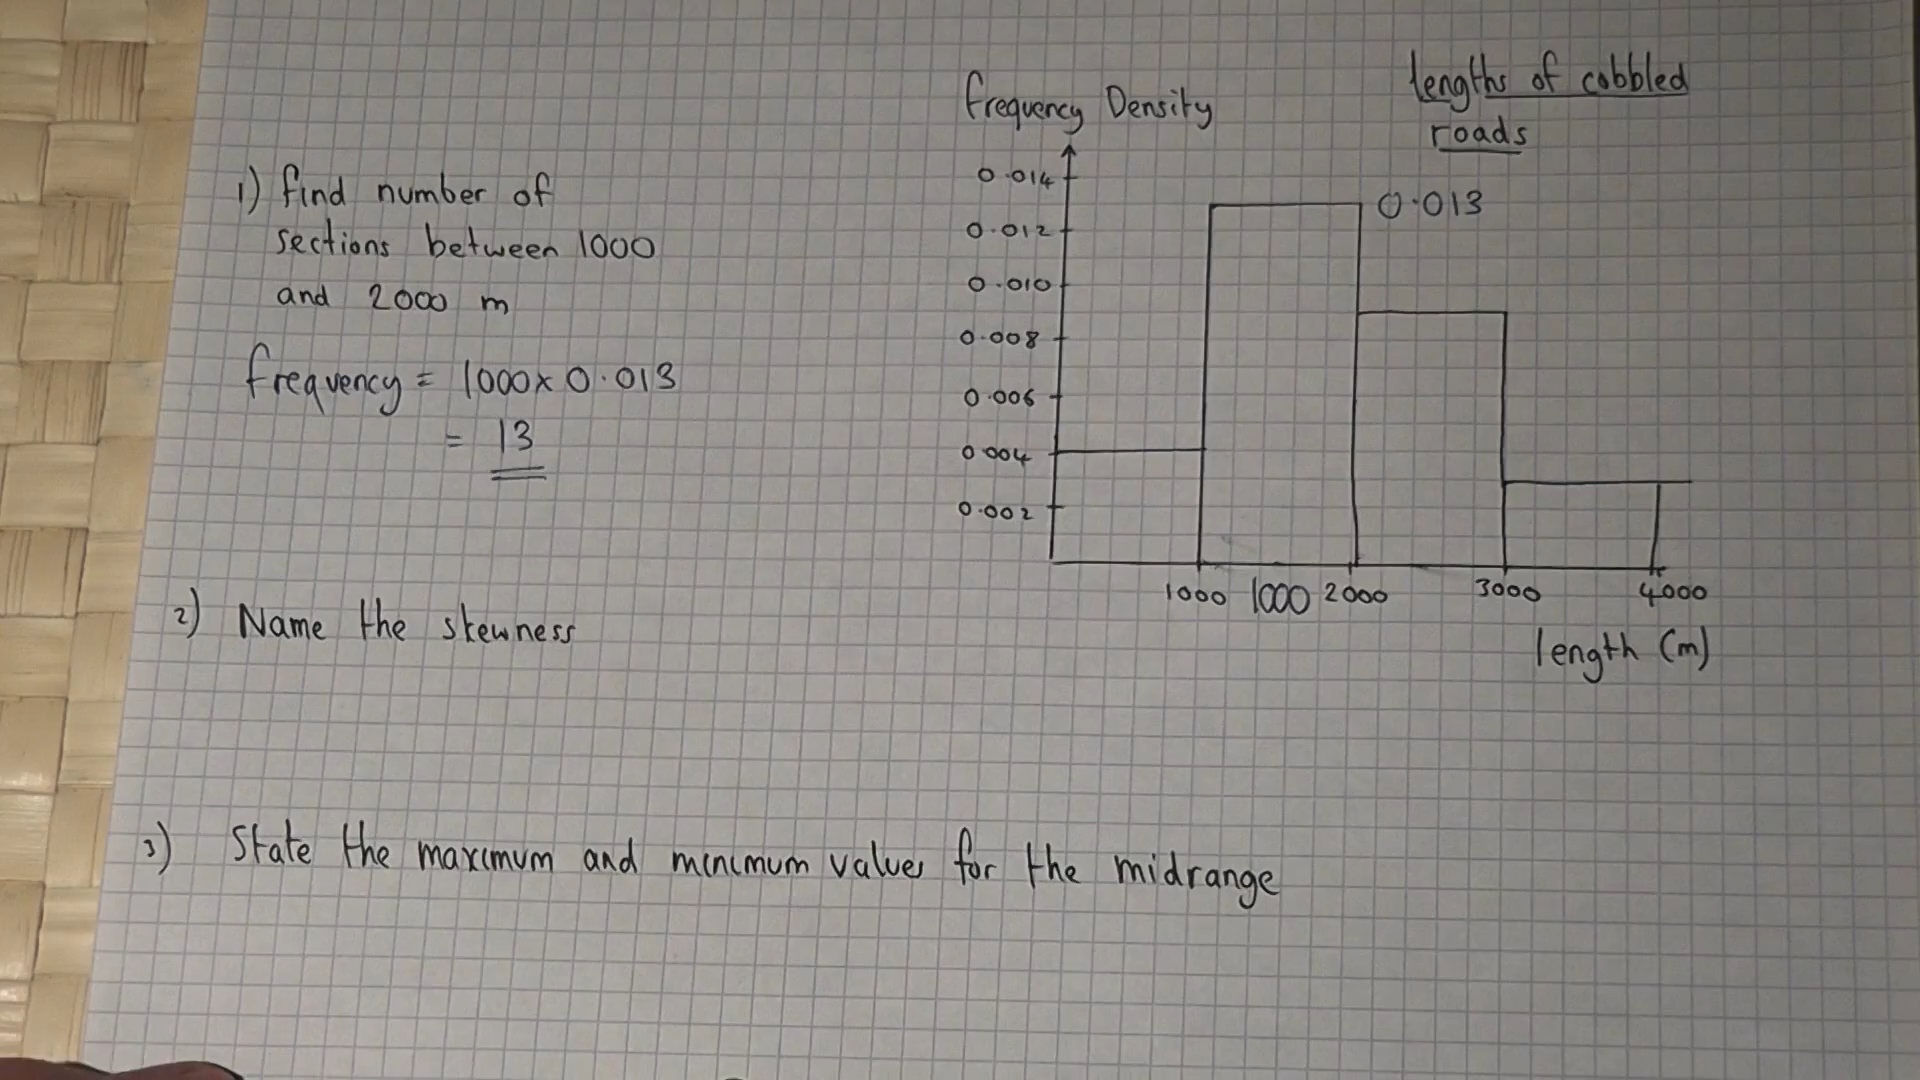 1) find number of
sections between 1000
and 2000 m
frequency = 1000 x 0.013
= 13
frequency Density
lengths of cobbled
roads
0.014
0.013
0.012
0.010
0.008
0.006
0.004
0.002
1000 1000 2000 3000 4000
length (m)
2) Name the skewness
3) State the maximum and minimum values for the midrange